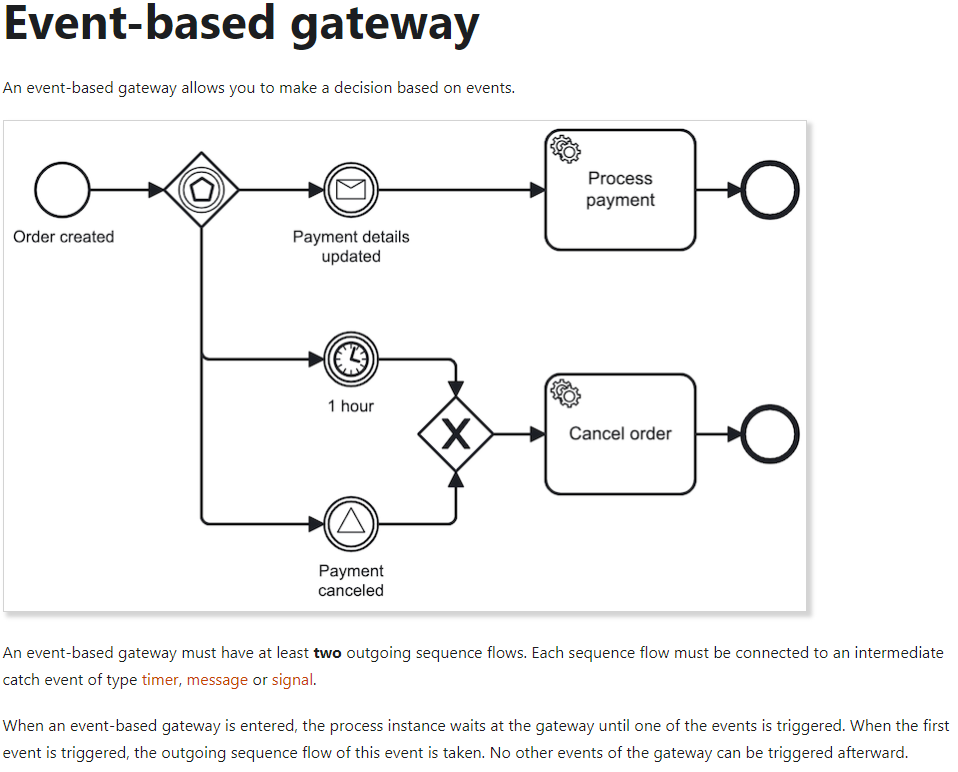 Event-based gateway
An event-based gateway allows you to make a decision based on events.
Order created
Payment details
updated
Process
payment
1 hour
X
Cancel order
Payment
canceled
An event-based gateway must have at least two outgoing sequence flows. Each sequence flow must be connected to an intermediate
catch event of type timer, message or signal.
When an event-based gateway is entered, the process instance waits at the gateway until one of the events is triggered. When the first
event is triggered, the outgoing sequence flow of this event is taken. No other events of the gateway can be triggered afterward.